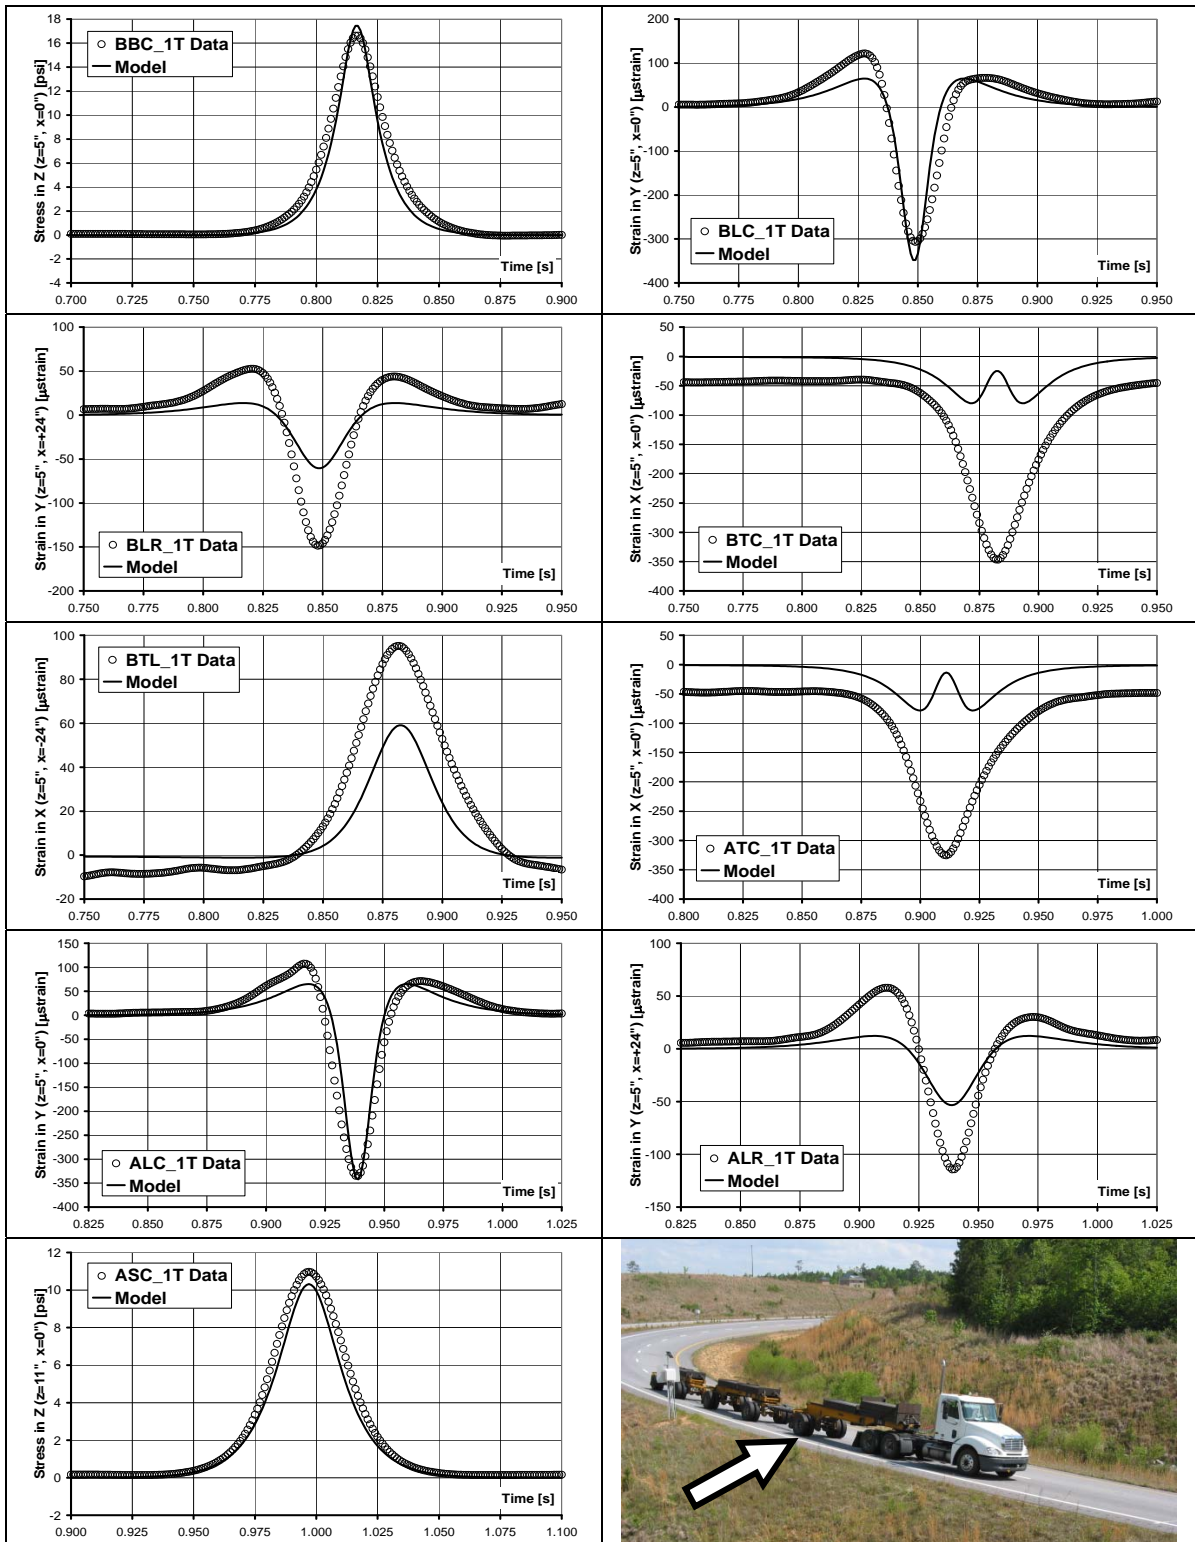 18
16
14
12
10
8
6
4
2
0
-2
-4
Stress in Z (z=5", x=0") [psi]
BBC_1T Data
Model
Time [s]
0.700 0.725 0.750 0.775 0.800 0.825 0.850 0.875 0.900
200
100
0
-100
-200
-300
-400
Strain in Y (z=5", x=0") [µstrain]
BLC_1T Data
Model
Time [s]
0.750 0.775 0.800 0.825 0.850 0.875 0.900 0.925 0.950
100
50
0
-50
-100
-150
-200
Strain in Y (z=5", x=+24") [µstrain]
BLR_1T Data
Model
Time [s]
0.750 0.775 0.800 0.825 0.850 0.875 0.900 0.925 0.950
50
0
-50
-100
-150
-200
-250
-300
-350
-400
Strain in X (z=5", x=0") [µstrain]
BTC_1T Data
Model
Time [s]
0.750 0.775 0.800 0.825 0.850 0.875 0.900 0.925 0.950
100
80
60
40
20
0
-20
Strain in X (z=5", x=-24") [µstrain]
BTL_1T Data
Model
Time [s]
0.750 0.775 0.800 0.825 0.850 0.875 0.900 0.925 0.950
50
0
-50
-100
-150
-200
-250
-300
-350
-400
Strain in X (z=5", x=0") [µstrain]
ATC_1T Data
Model
Time [s]
0.800 0.825 0.850 0.875 0.900 0.925 0.950 0.975 1.000
150
100
50
0
-50
-100
-150
-200
-250
-300
-350
-400
Strain in Y (z=5", x=0") [µstrain]
ALC_1T Data
Model
Time [s]
0.825 0.850 0.875 0.900 0.925 0.950 0.975 1.000 1.025
100
50
0
-50
-100
-150
Strain in Y (z=5", x=+24") [µstrain]
ALR_1T Data
Model
Time [s]
0.825 0.850 0.875 0.900 0.925 0.950 0.975 1.000 1.025
12
10
8
6
4
2
0
-2
Stress in Z (z=11", x=0") [psi]
ASC_1T Data
Model
Time [s]
0.900 0.925 0.950 0.975 1.000 1.025 1.050 1.075 1.100